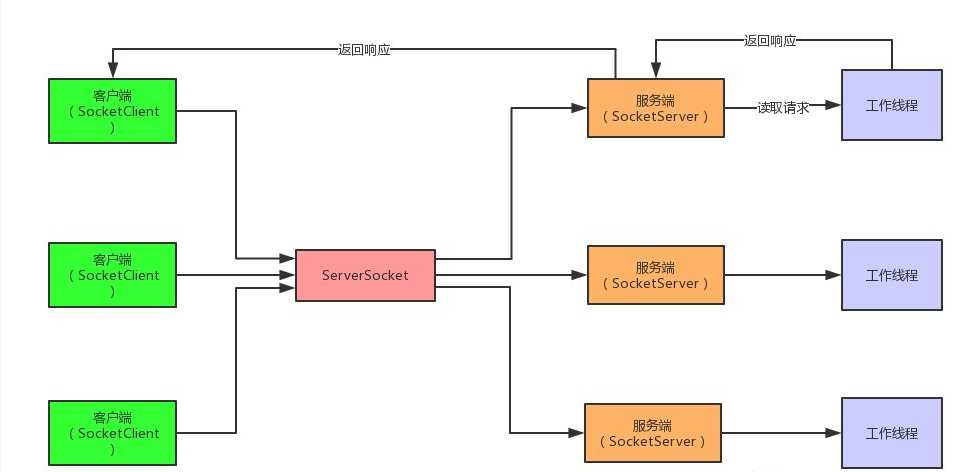 返回响应
返回响应
客户端
（SocketClient
）
服务端
（SocketServer）
读取请求
工作线程
客户端
（SocketClient
）
ServerSocket
服务端
（SocketServer）
工作线程
客户端
（SocketClient
）
服务端
（SocketServer）
工作线程